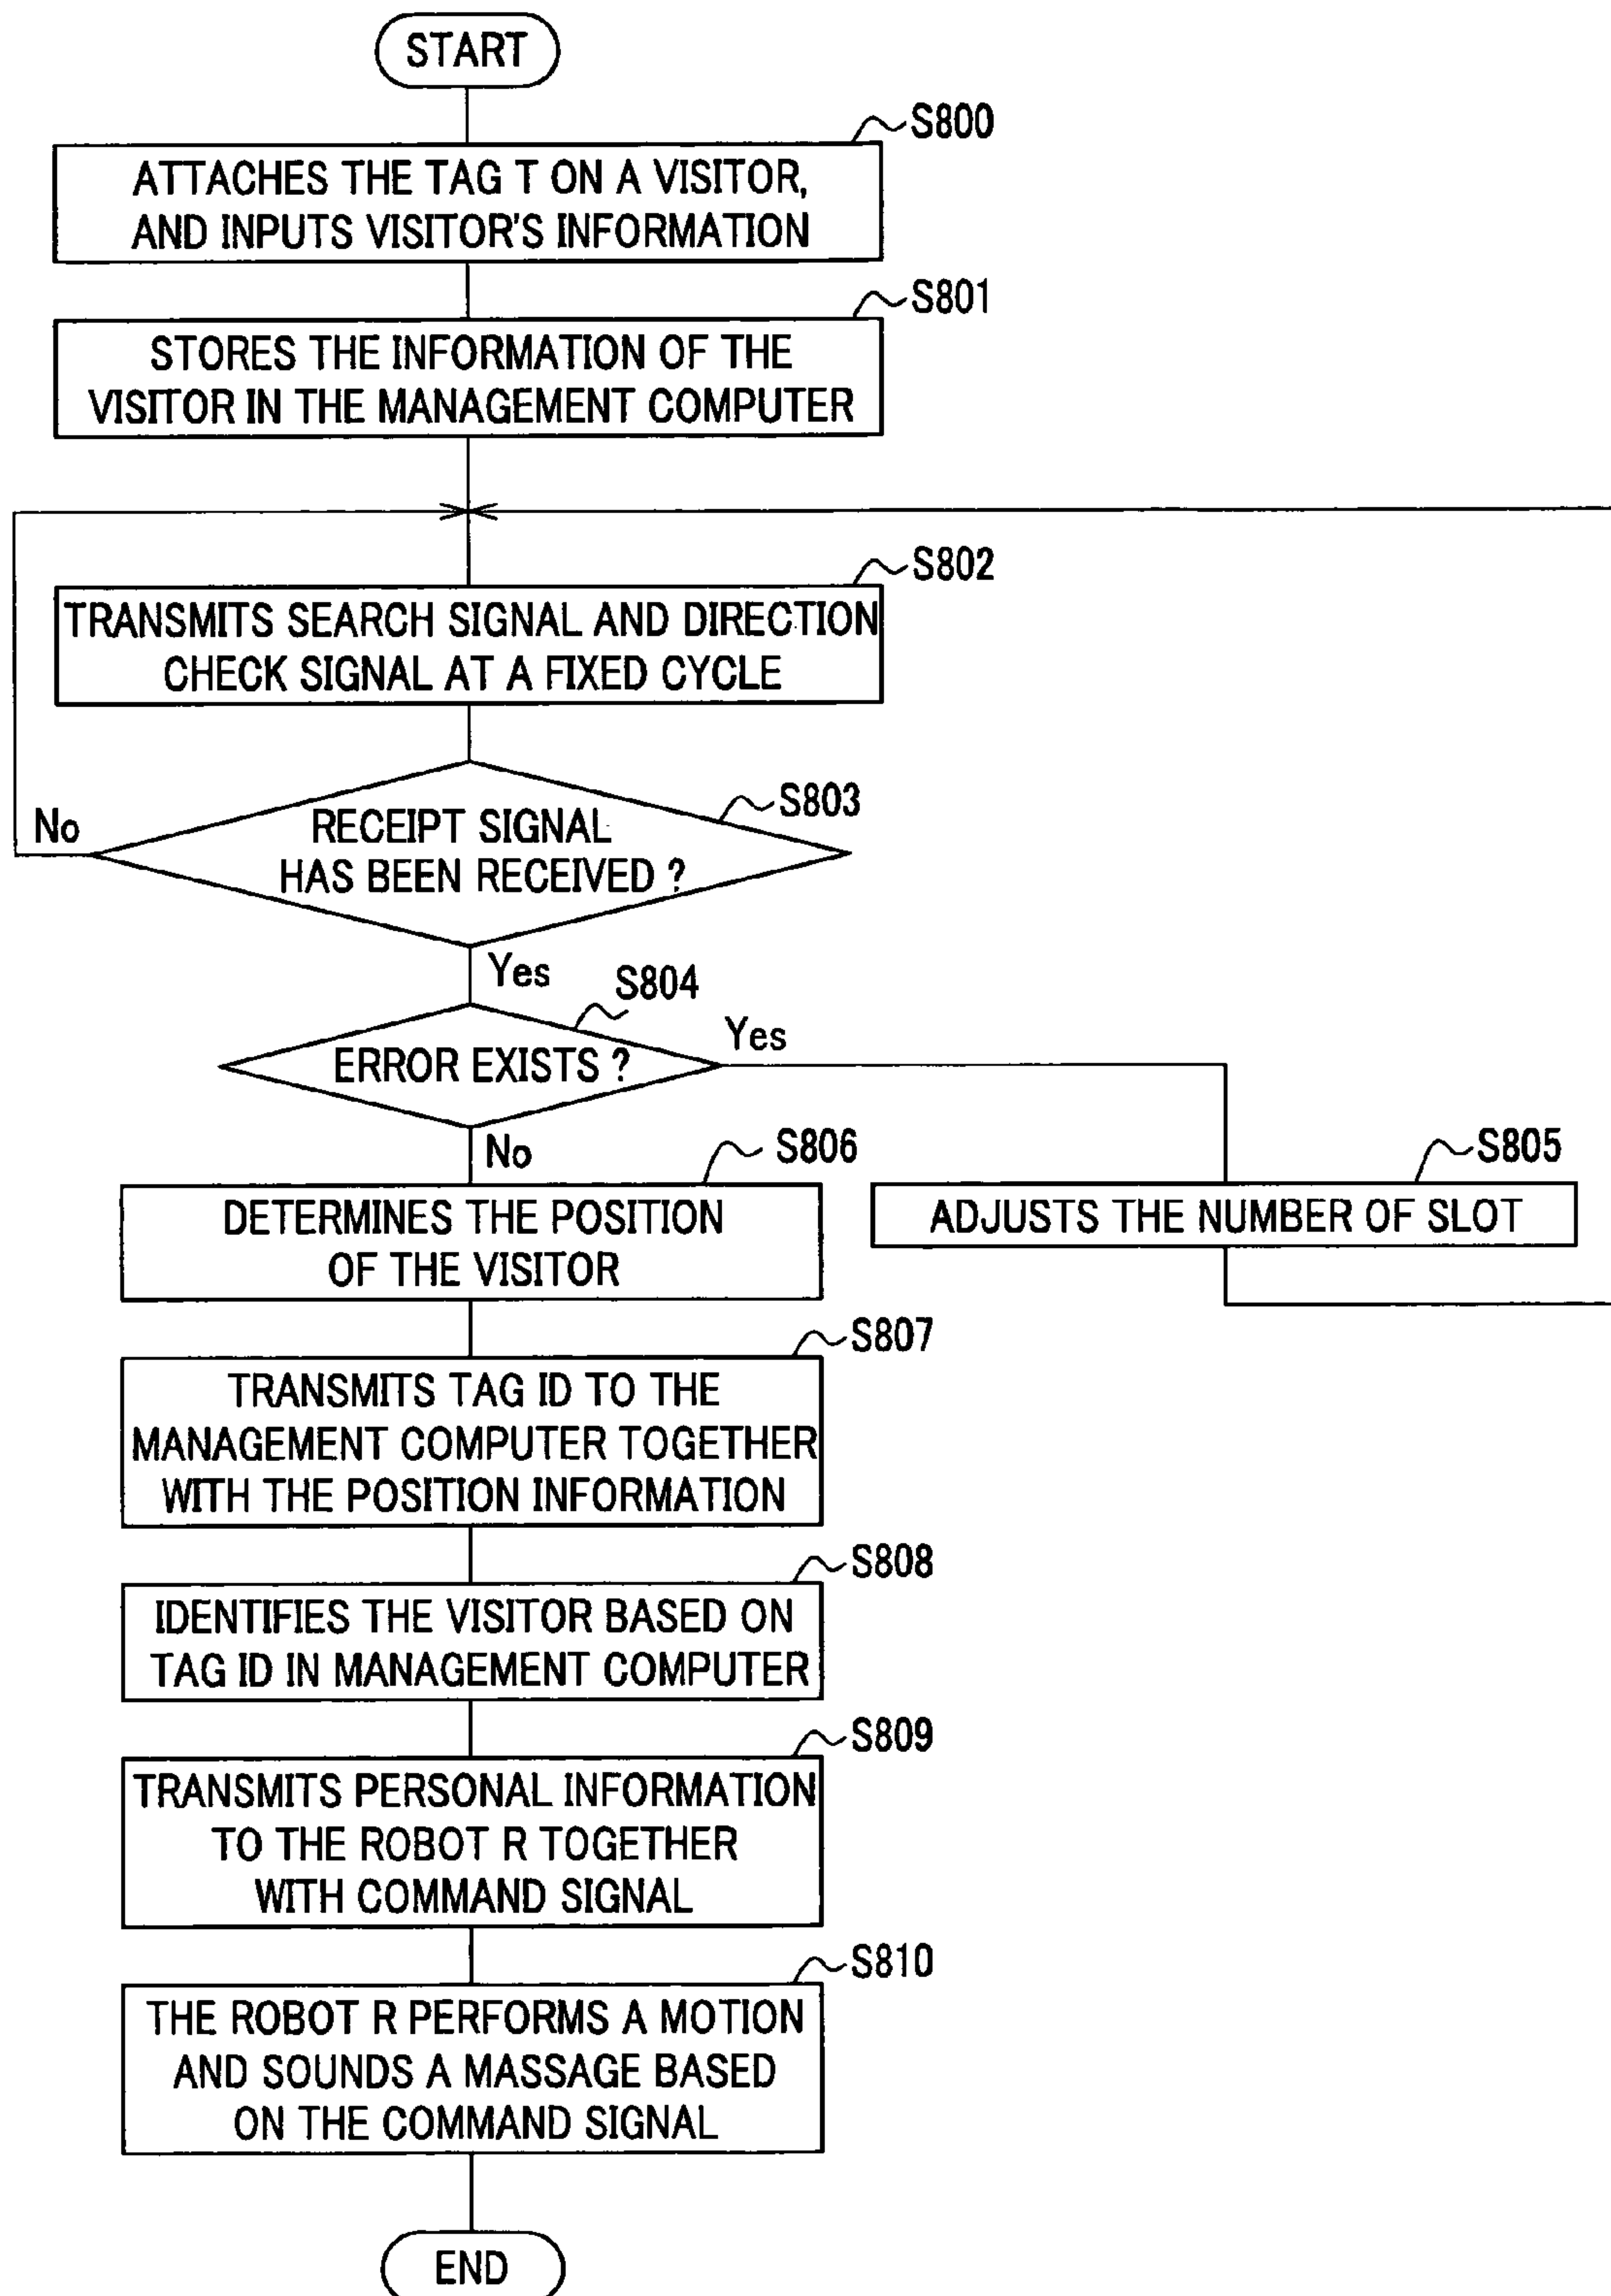 START
S800
ATTACHES THE TAG T ON A VISITOR,
AND INPUTS VISITOR'S INFORMATION
S801
STORES THE INFORMATION OF THE
VISITOR IN THE MANAGEMENT COMPUTER
S802
TRANSMITS SEARCH SIGNAL AND DIRECTION
CHECK SIGNAL AT A FIXED CYCLE
S803
No
RECEIPT SIGNAL
HAS BEEN RECEIVED ?
Yes
S804
Yes
ERROR EXISTS ?
No
S806
DETERMINES THE POSITION
OF THE VISITOR
S805
ADJUSTS THE NUMBER OF SLOT
S807
TRANSMITS TAG ID TO THE
MANAGEMENT COMPUTER TOGETHER
WITH THE POSITION INFORMATION
S808
IDENTIFIES THE VISITOR BASED ON
TAG ID IN MANAGEMENT COMPUTER
S809
TRANSMITS PERSONAL INFORMATION
TO THE ROBOT R TOGETHER
WITH COMMAND SIGNAL
S810
THE ROBOT R PERFORMS A MOTION
AND SOUNDS A MASSAGE BASED
ON THE COMMAND SIGNAL
END